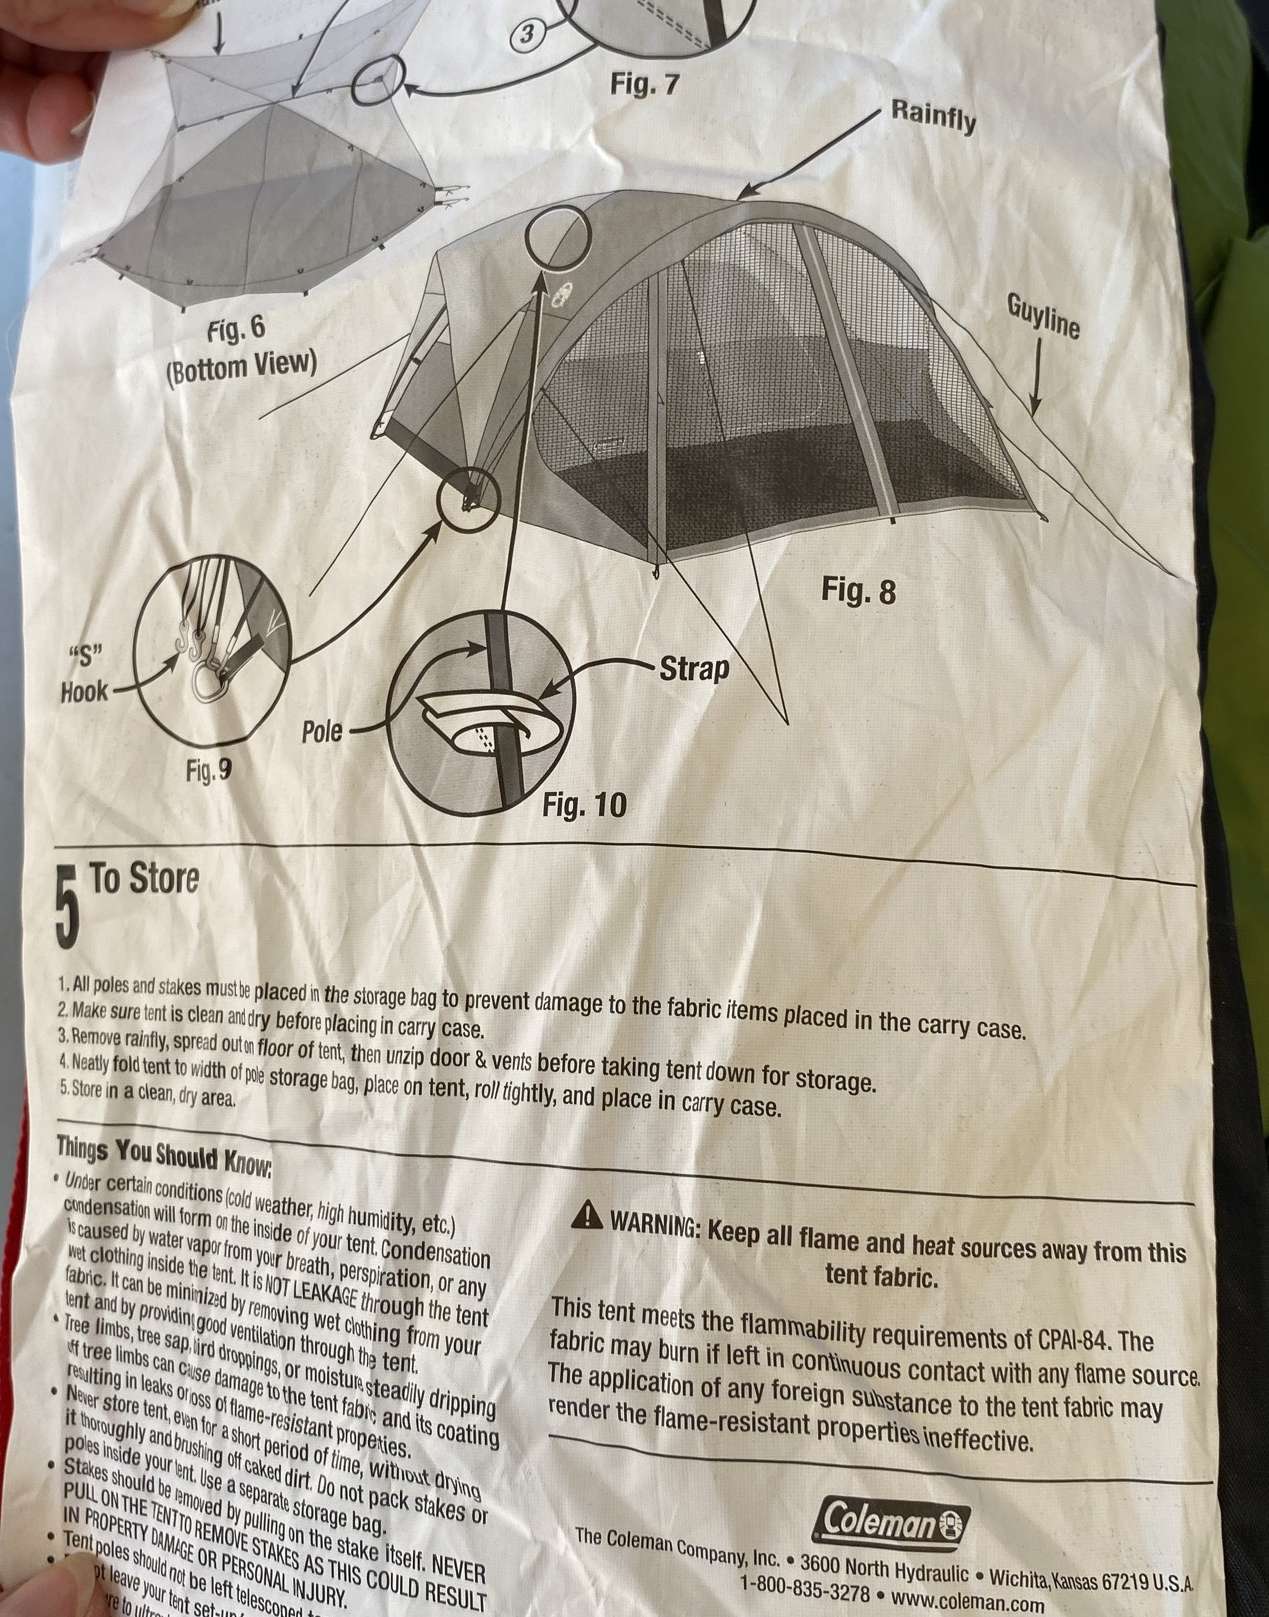 3
Fig. 7
Rainfly
Guyline
Fig. 6
(Bottom View)
Fig. 8
"S"
Hook
Fig. 9
Pole
Strap
Fig. 10
5 To Store
1. All poles and stakes must be placed in the storage bag to prevent damage to the fabric items placed in the carry case.
2. Make sure tent is clean and dry before placing in carry case.
3. Remove rainfly, spread out on floor of tent, then unzip door & vents before taking tent down for storage.
4. Neatly fold tent to width of pole storage bag, place on tent, roll tightly, and place in carry case.
5. Store in a clean, dry area.
Things You Should Know:
• Under certain conditions (cold weather, high humidity, etc.)
condensation will form on the inside of your tent. Condensation
is caused by water vapor from your breath, perspiration, or any
wet clothing inside the tent. It is NOT LEAKAGE through the tent
fabric. It can be minimized by removing wet clothing from your
tent and by providing good ventilation through the tent.
• Tree limbs, tree sap, bird droppings, or moisture steadily dripping
off tree limbs can cause damage to the tent fabric and its coating
resulting in leaks or loss of flame-resistant propeties.
• Never store tent, even for a short period of time, without drying
it thoroughly and brushing off caked dirt. Do not pack stakes or
poles inside your tent. Use a separate storage bag.
• Stakes should be removed by pulling on the stake itself. NEVER
PULL ON THE TENT TO REMOVE STAKES AS THIS COULD RESULT
IN PROPERTY DAMAGE OR PERSONAL INJURY.
• Tent poles should not be left telescoped
leave your tent set-up
to
WARNING: Keep all flame and heat sources away from this
tent fabric.
This tent meets the flammability requirements of CPAI-84. The
fabric may burn if left in continuous contact with any flame source.
The application of any foreign substance to the tent fabric may
render the flame-resistant properties ineffective.
Coleman
The Coleman Company, Inc. • 3600 North Hydraulic • Wichita, Kansas 67219 U.S.A
1-800-835-3278 • www.coleman.com